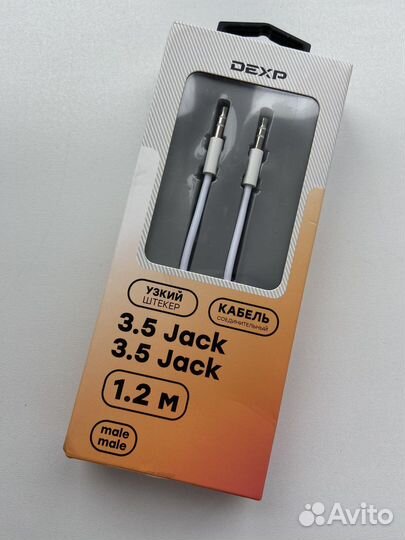 DEXP
УЗКИЙ
ШТЕКЕР
КАБЕЛЬ
СОЕДИНИТЕЛЬНЫЙ
3.5 Jack
3.5 Jack
1.2 м
male
male
Avito